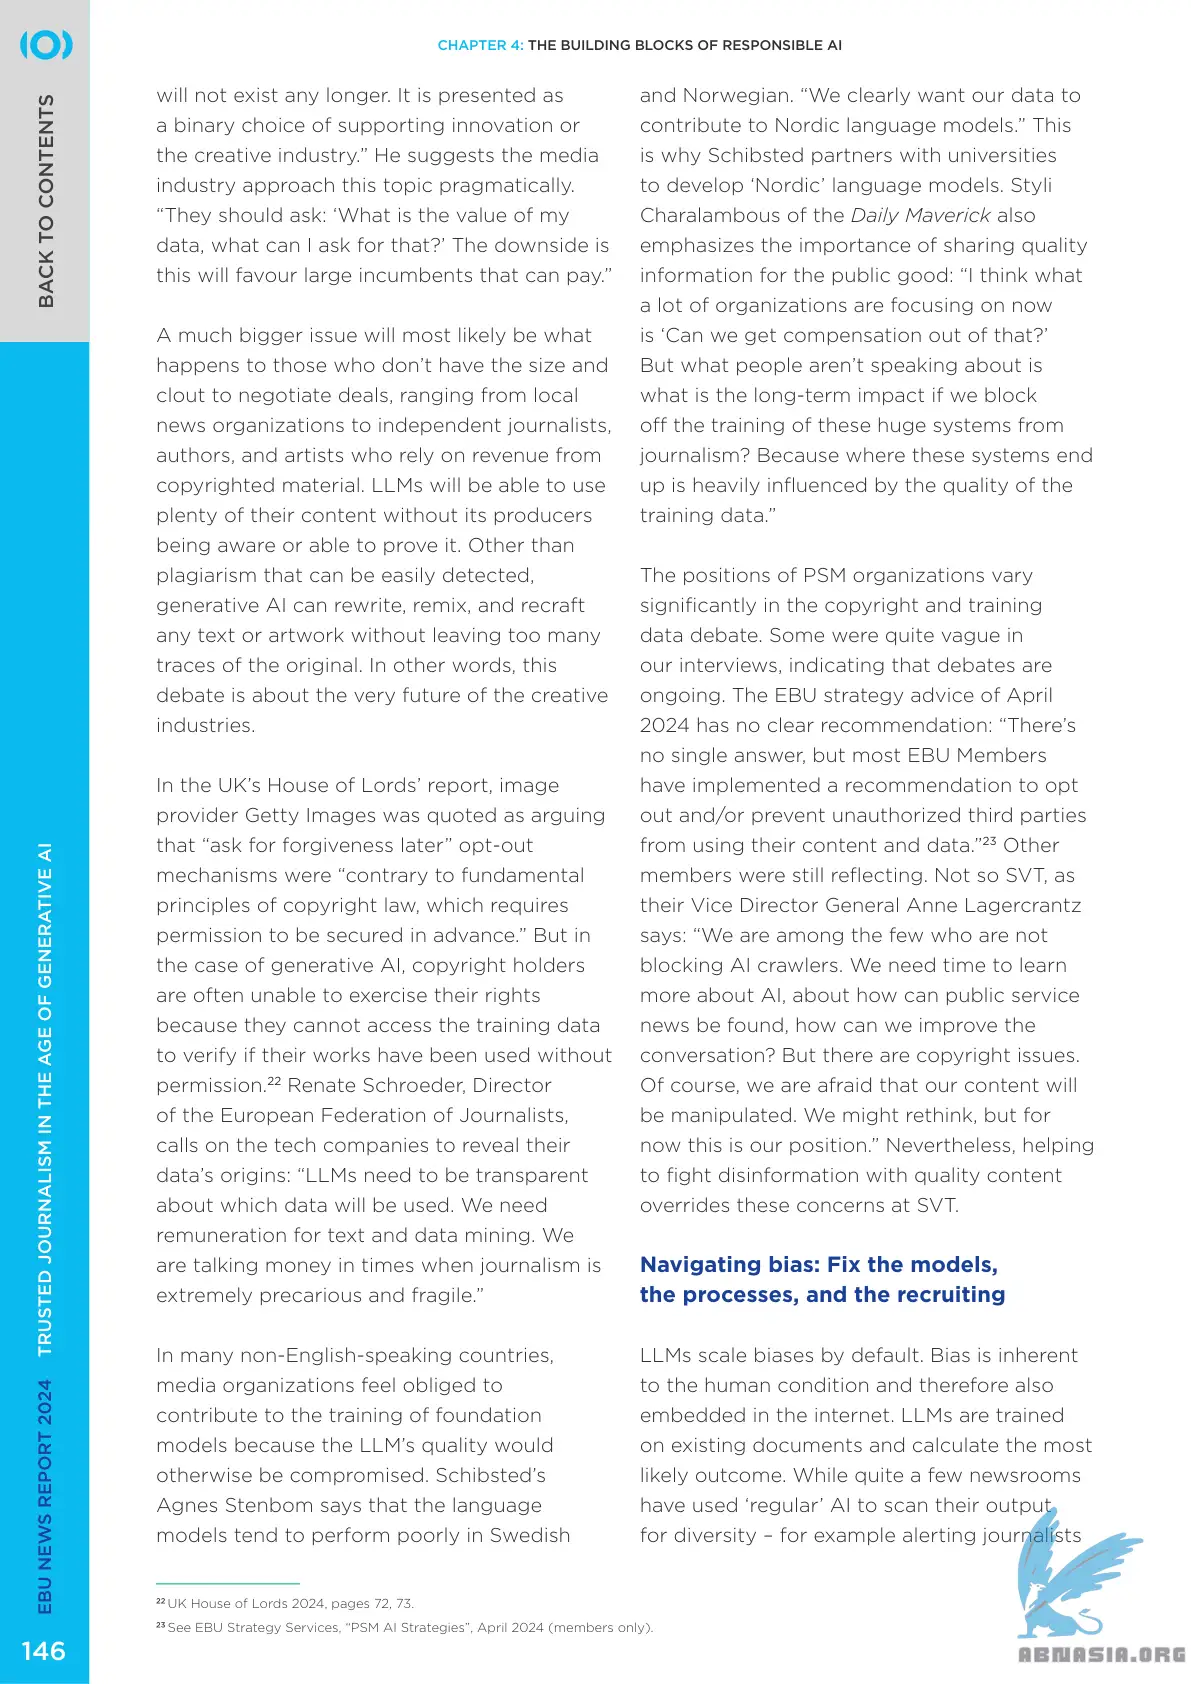 CHAPTER 4: THE BUILDING BLOCKS OF RESPONSIBLE AI
BACK TO CONTENTS
will not exist any longer. It is presented as
a binary choice of supporting innovation or
the creative industry.” He suggests the media
industry approach this topic pragmatically.
“They should ask: ‘What is the value of my
data, what can I ask for that?’ The downside is
this will favour large incumbents that can pay.”
A much bigger issue will most likely be what
happens to those who don’t have the size and
clout to negotiate deals, ranging from local
news organizations to independent journalists,
authors, and artists who rely on revenue from
copyrighted material. LLMs will be able to use
plenty of their content without its producers
being aware or able to prove it. Other than
plagiarism that can be easily detected,
generative AI can rewrite, remix, and recraft
any text or artwork without leaving too many
traces of the original. In other words, this
debate is about the very future of the creative
industries.
In the UK’s House of Lords’ report, image
provider Getty Images was quoted as arguing
that “ask for forgiveness later” opt-out
mechanisms were “contrary to fundamental
principles of copyright law, which requires
permission to be secured in advance.” But in
the case of generative AI, copyright holders
are often unable to exercise their rights
because they cannot access the training data
to verify if their works have been used without
permission.²² Renate Schroeder, Director
of the European Federation of Journalists,
calls on the tech companies to reveal their
data’s origins: “LLMs need to be transparent
about which data will be used. We need
remuneration for text and data mining. We
are talking money in times when journalism is
extremely precarious and fragile.”
In many non-English-speaking countries,
media organizations feel obliged to
contribute to the training of foundation
models because the LLM’s quality would
otherwise be compromised. Schibsted’s
Agnes Stenbom says that the language
models tend to perform poorly in Swedish
and Norwegian. “We clearly want our data to
contribute to Nordic language models.” This
is why Schibsted partners with universities
to develop ‘Nordic’ language models. Styli
Charalambous of the Daily Maverick also
emphasizes the importance of sharing quality
information for the public good: “I think what
a lot of organizations are focusing on now
is ‘Can we get compensation out of that?’
But what people aren’t speaking about is
what is the long-term impact if we block
off the training of these huge systems from
journalism? Because where these systems end
up is heavily influenced by the quality of the
training data.”
The positions of PSM organizations vary
significantly in the copyright and training
data debate. Some were quite vague in
our interviews, indicating that debates are
ongoing. The EBU strategy advice of April
2024 has no clear recommendation: “There’s
no single answer, but most EBU Members
have implemented a recommendation to opt
out and/or prevent unauthorized third parties
from using their content and data.”²³ Other
members were still reflecting. Not so SVT, as
their Vice Director General Anne Lagercrantz
says: “We are among the few who are not
blocking AI crawlers. We need time to learn
more about AI, about how can public service
news be found, how can we improve the
conversation? But there are copyright issues.
Of course, we are afraid that our content will
be manipulated. We might rethink, but for
now this is our position.” Nevertheless, helping
to fight disinformation with quality content
overrides these concerns at SVT.
Navigating bias: Fix the models,
the processes, and the recruiting
LLMs scale biases by default. Bias is inherent
to the human condition and therefore also
embedded in the internet. LLMs are trained
on existing documents and calculate the most
likely outcome. While quite a few newsrooms
have used ‘regular’ AI to scan their output
for diversity – for example alerting journalists
²² UK House of Lords 2024, pages 72, 73.
²³ See EBU Strategy Services, “PSM AI Strategies”, April 2024 (members only).
EBU NEWS REPORT 2024 TRUSTED JOURNALISM IN THE AGE OF GENERATIVE AI
146
ABNASIA.ORG